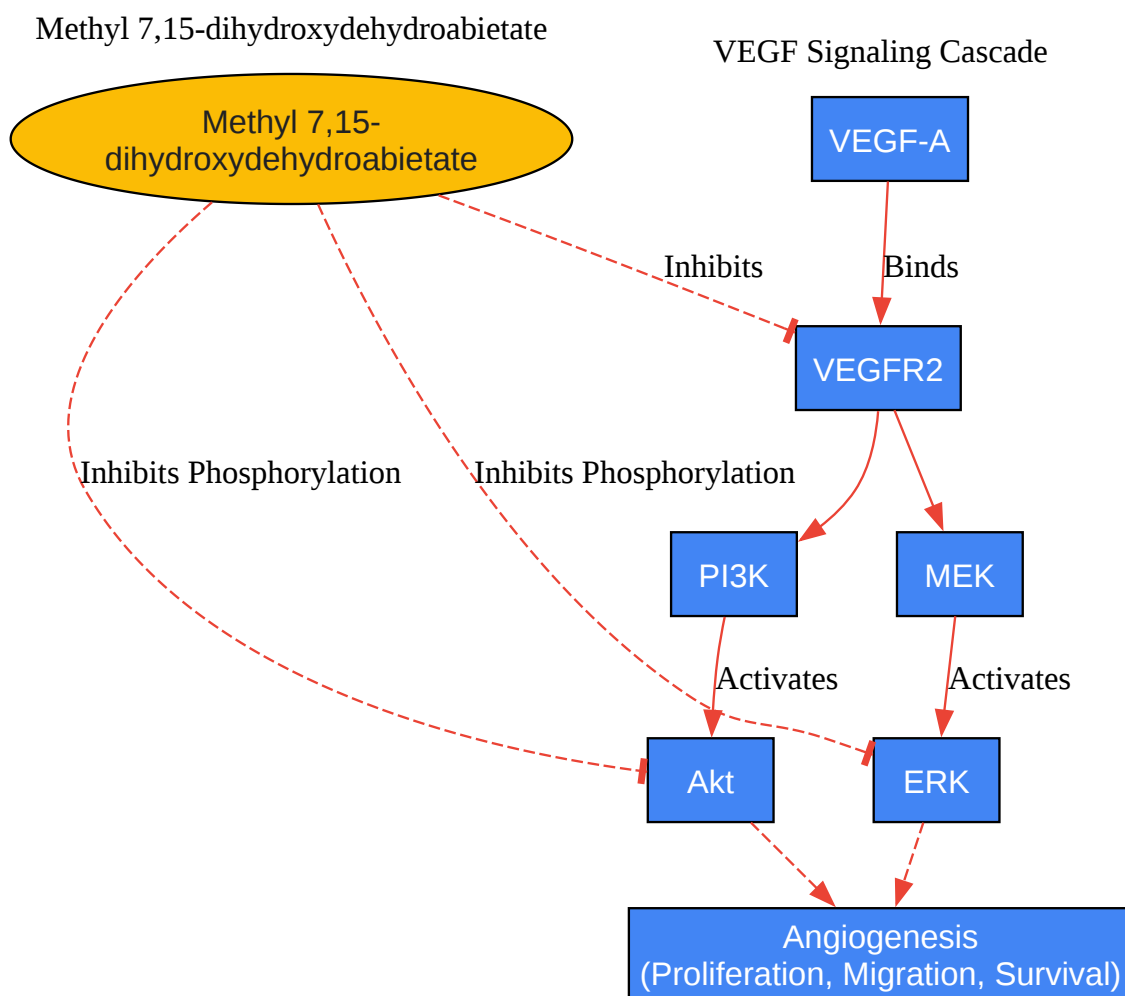 Methyl 7,15-dihydroxydehydroabietate
VEGF Signaling Cascade
Methyl 7,15-
dihydroxydehydroabietate
VEGF-A
Inhibits
Binds
VEGFR2
Inhibits Phosphorylation
Inhibits Phosphorylation
PI3K
MEK
Activates
Activates
Akt
ERK
Angiogenesis
(Proliferation, Migration, Survival)